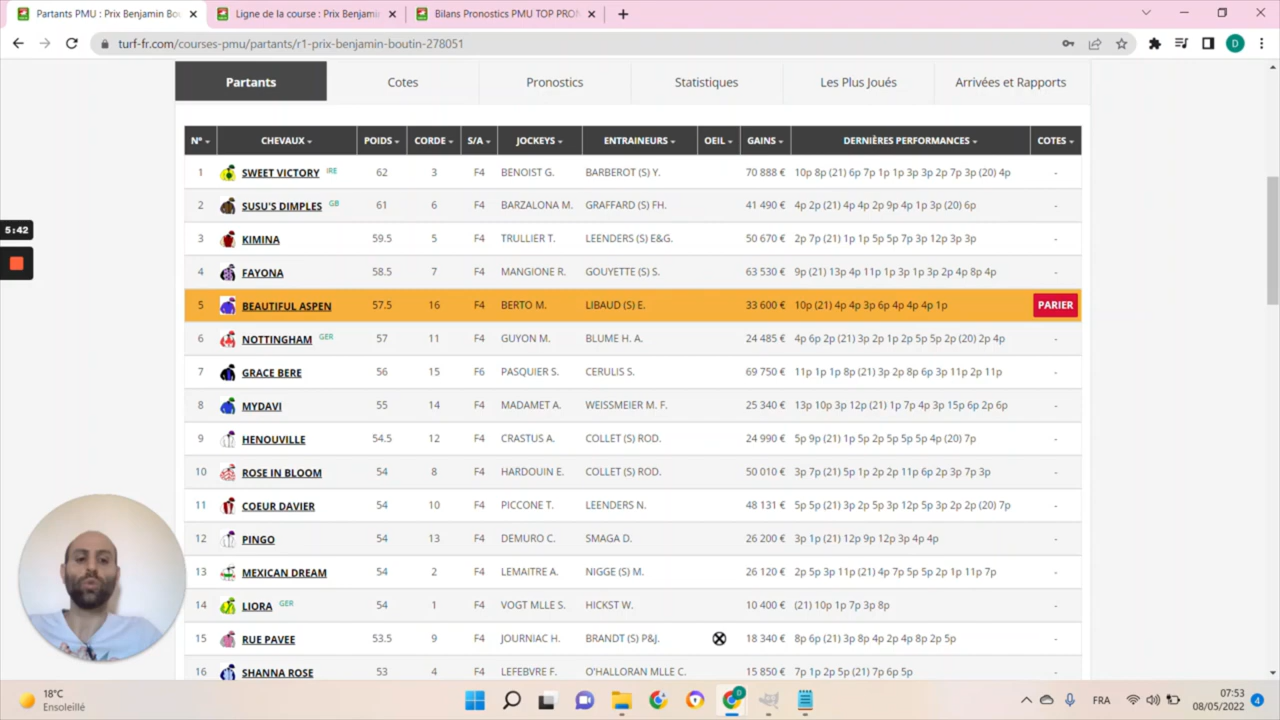 Partants PMU : Prix Benjamin Bou
Ligne de la course : Prix Benjamin
Bilans Pronostics PMU TOP PRON
turf-fr.com/courses-pmu/partants/r1-prix-benjamin-boutin-278051
D
Partants Cotes Pronostics Statistiques Les Plus Joués Arrivées et Rapports
N° CHEVAUX POIDS CORDE S/A JOCKEYS ENTRAINEURS OEIL GAINS DERNIÈRES PERFORMANCES COTES
1 SWEET VICTORY IRE 62 3 F4 BENOIST G. BARBEROT (S) Y. 70 888 € 10p 8p (21) 6p 7p 1p 1p 3p 3p 2p 7p 3p (20) 4p -
2 SUSU'S DIMPLES GB 61 6 F4 BARZALONA M. GRAFFARD (S) FH. 41 490 € 4p 2p (21) 4p 4p 2p 9p 4p 1p 3p (20) 6p -
3 KIMINA 59.5 5 F4 TRULLIER T. LEENDERS (S) E&G. 50 670 € 2p 7p (21) 1p 1p 5p 5p 7p 3p 12p 3p 3p -
4 FAYONA 58.5 7 F4 MANGIONE R. GOUYETTE (S) S. 63 530 € 9p (21) 13p 4p 11p 1p 3p 1p 3p 2p 4p 8p 4p -
5 BEAUTIFUL ASPEN 57.5 16 F4 BERTO M. LIBAUD (S) E. 33 600 € 10p (21) 4p 4p 3p 6p 4p 4p 4p 1p PARIER
6 NOTTINGHAM GER 57 11 F4 GUYON M. BLUME H. A. 24 485 € 4p 6p 2p (21) 3p 2p 1p 2p 5p 5p 2p (20) 2p 4p -
7 GRACE BERE 56 15 F6 PASQUIER S. CERULIS S. 69 750 € 11p 1p 1p 8p (21) 3p 2p 8p 6p 3p 11p 2p 11p -
8 MYDAVI 55 14 F4 MADAMET A. WEISSMEIER M. F. 25 340 € 13p 10p 3p 12p (21) 1p 7p 4p 3p 15p 6p 2p 6p -
9 HENOUVILLE 54.5 12 F4 CRASTUS A. COLLET (S) ROD. 24 990 € 5p 9p (21) 1p 5p 2p 5p 5p 5p 4p (20) 7p -
10 ROSE IN BLOOM 54 8 F4 HARDOUIN E. COLLET (S) ROD. 50 010 € 3p 7p (21) 5p 1p 2p 2p 11p 6p 2p 3p 7p 3p -
11 COEUR DAVIER 54 10 F4 PICCONE T. LEENDERS N. 48 131 € 5p 5p (21) 3p 2p 3p 2p 5p 1p 2p 3p (20) 7p -
12 PINGO 54 13 F4 DEMURO C. SMAGA D. 26 200 € 3p 1p (21) 12p 9p 12p 3p 4p 4p -
13 MEXICAN DREAM 54 2 F4 LEMAITRE A. NIGGE (S) M. 26 120 € 2p 5p 3p 11p (21) 4p 7p 5p 5p 2p 1p 11p 7p -
14 LIORA GER 54 1 F4 VOGT MLLE S. HICKST W. 10 400 € (21) 10p 1p 7p 3p 8p -
15 RUE PAVEE 53.5 9 F4 JOURNIAC H. BRANDT (S) P&J. 18 340 € 8p 6p (21) 3p 8p 4p 2p 4p 8p 2p 5p -
16 SHANNA ROSE 53 4 F4 LEFEBVRE F. O'HALLORAN MLLE C. 15 850 € 7p 1p 2p 5p (21) 7p 6p 5p -
5:42
18°C
Ensoleillé
D
FRA
07:53
08/05/2022
4